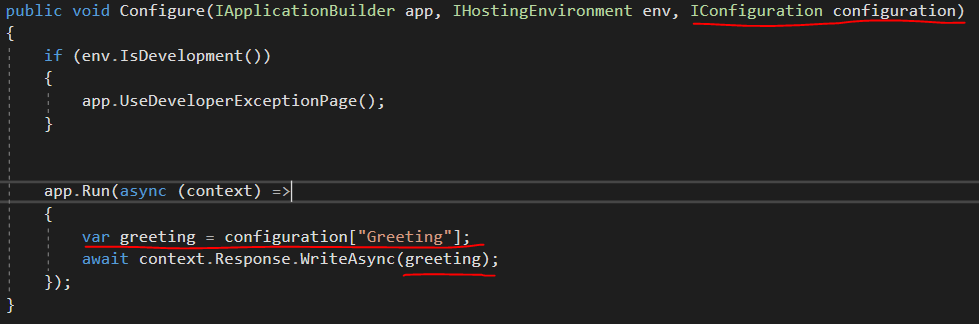 public void Configure(IApplicationBuilder app, IHostingEnvironment env, IConfiguration configuration)
{
if (env.IsDevelopment())
{
app.UseDeveloperExceptionPage();
}
app.Run(async (context) =>
{
var greeting = configuration["Greeting"];
await context.Response.WriteAsync(greeting);
});
}